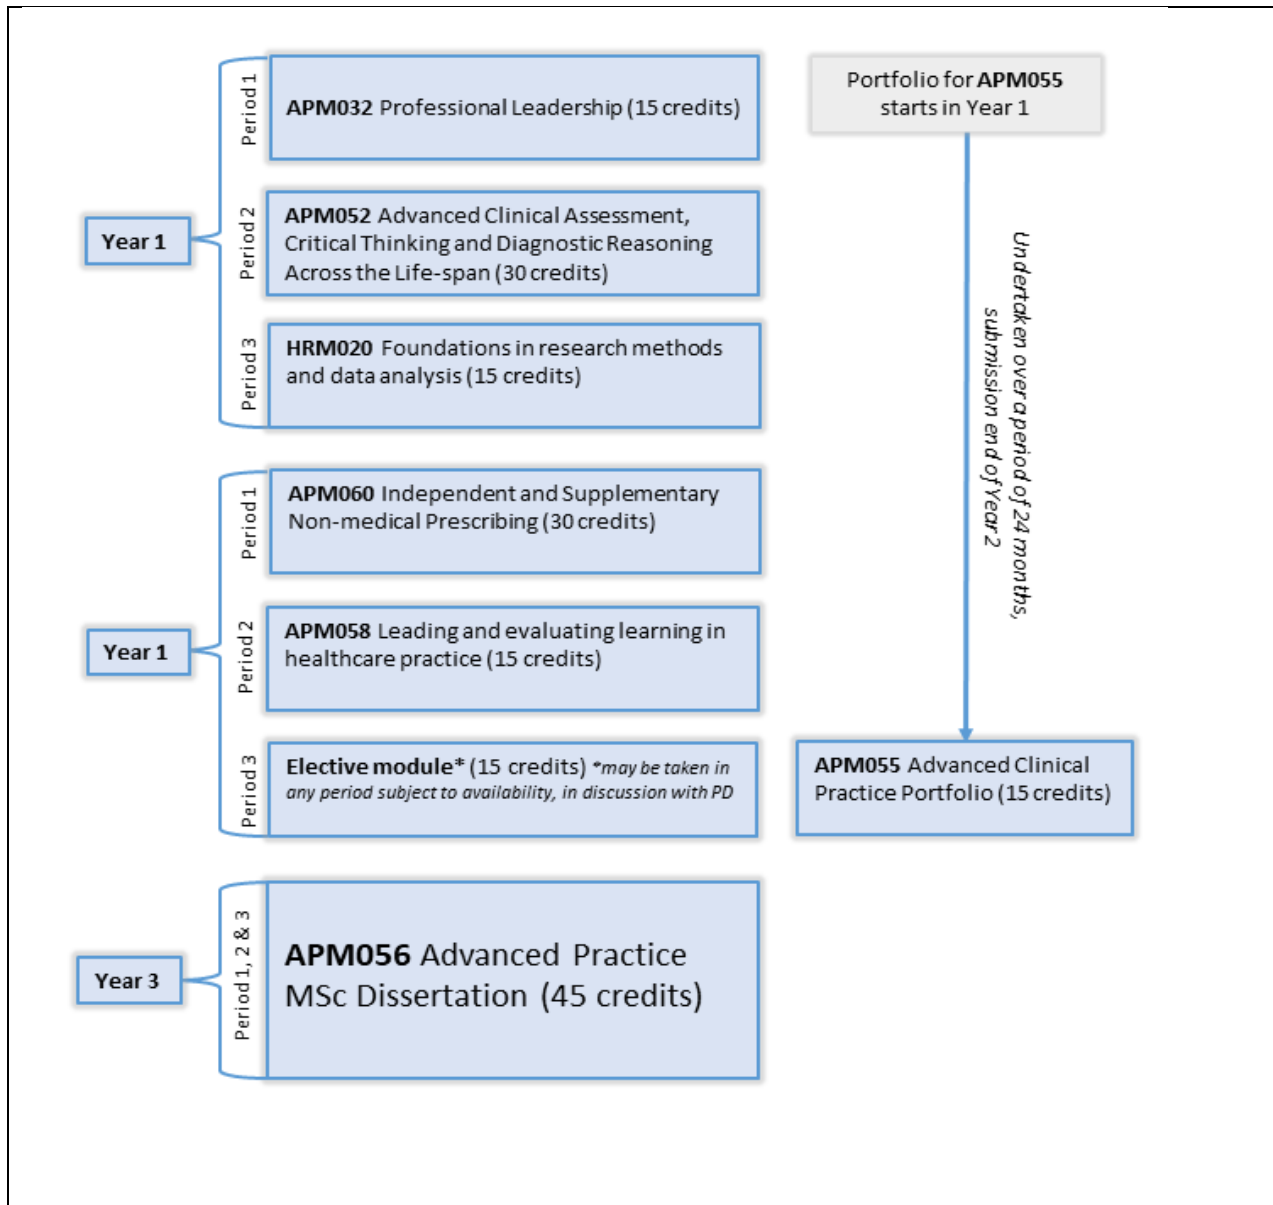 Period 1
APM032 Professional Leadership (15 credits)
Year 1
Period 2
APM052 Advanced Clinical Assessment,
Critical Thinking and Diagnostic Reasoning
Across the Life-span (30 credits)
Period 3
HRM020 Foundations in research methods
and data analysis (15 credits)
Period 1
APM060 Independent and Supplementary
Non-medical Prescribing (30 credits)
Year 1
Period 2
APM058 Leading and evaluating learning in
healthcare practice (15 credits)
Period 3
Elective module* (15 credits) *may be taken in
any period subject to availability, in discussion with PD
Year 3
Period 1, 2 & 3
APM056 Advanced Practice
MSc Dissertation (45 credits)
Portfolio for APM055
starts in Year 1
Undertaken over a period of 24 months,
submission end of Year 2
APM055 Advanced Clinical
Practice Portfolio (15 credits)